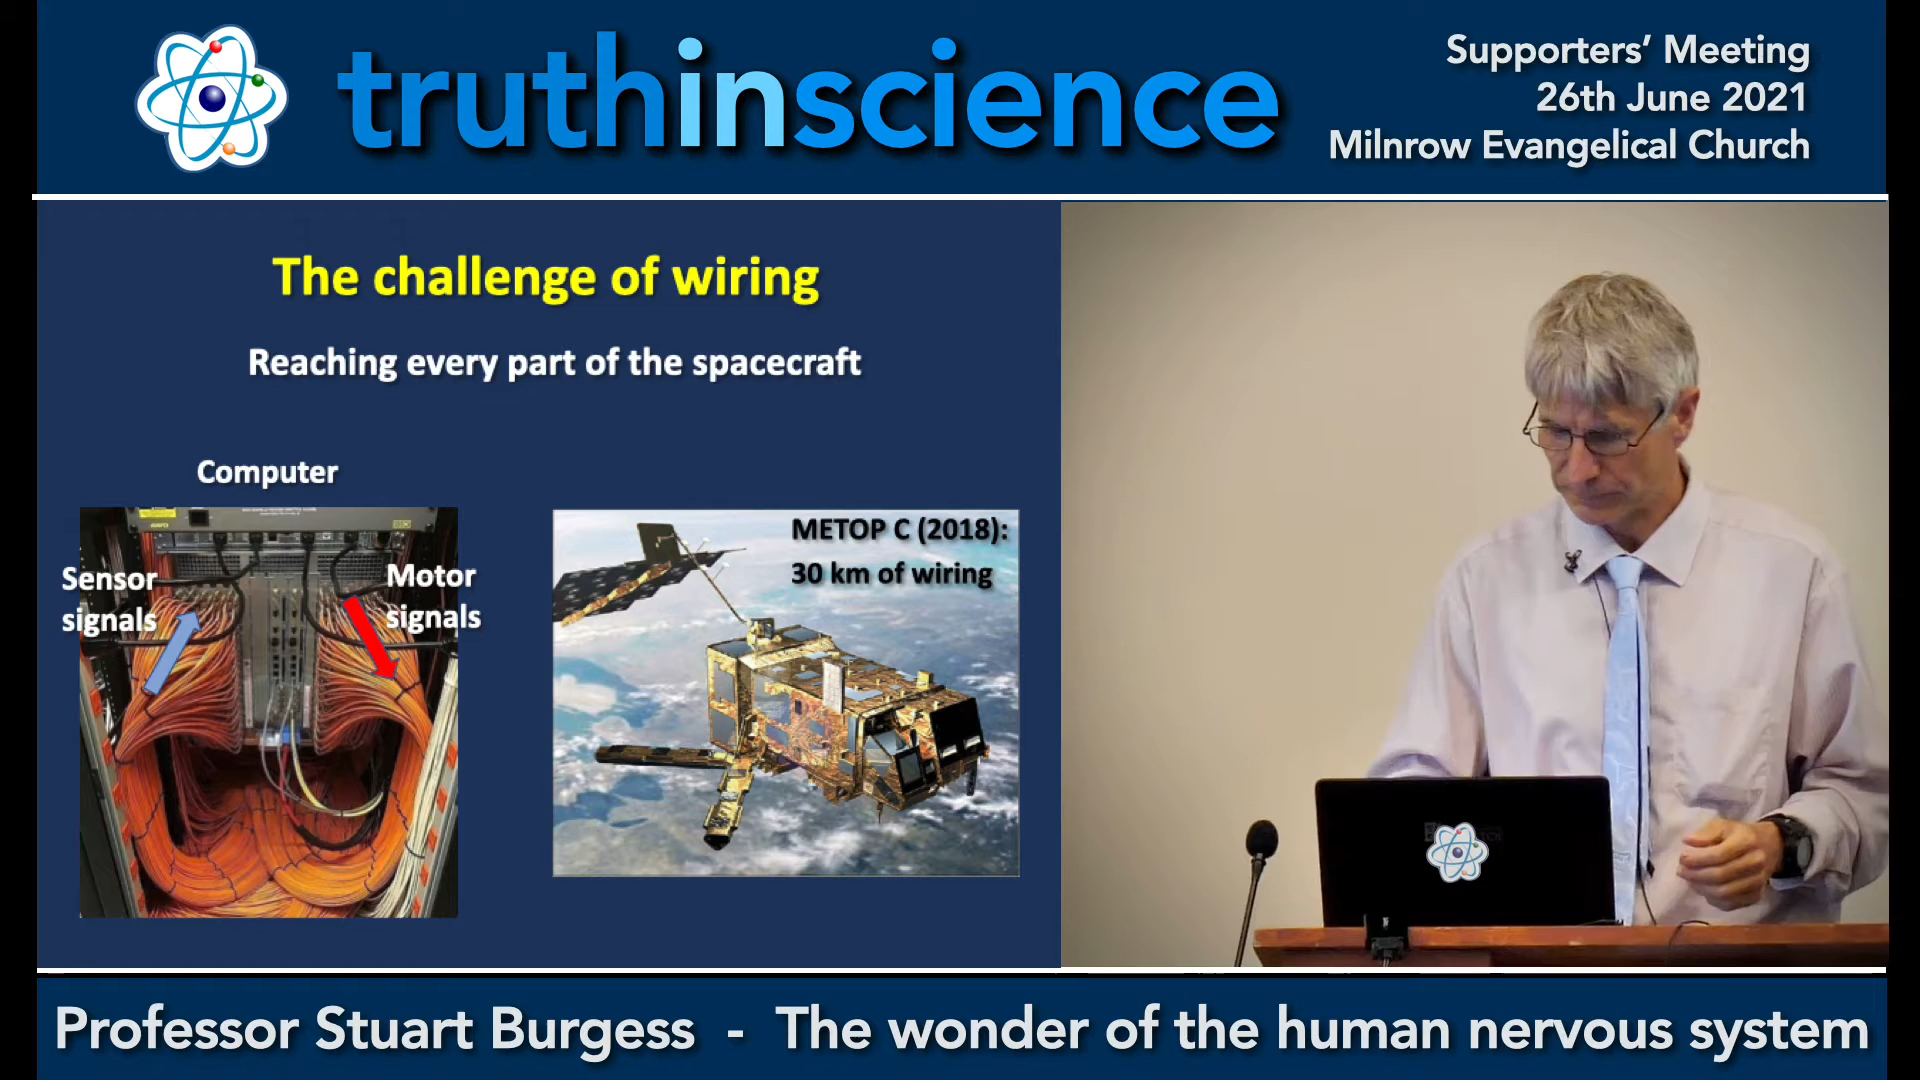 truthinscience
Supporters’ Meeting
26th June 2021
Milnrow Evangelical Church
The challenge of wiring
Reaching every part of the spacecraft
Computer
Sensor
signals
Motor
signals
METOP C (2018):
30 km of wiring
Professor Stuart Burgess - The wonder of the human nervous system